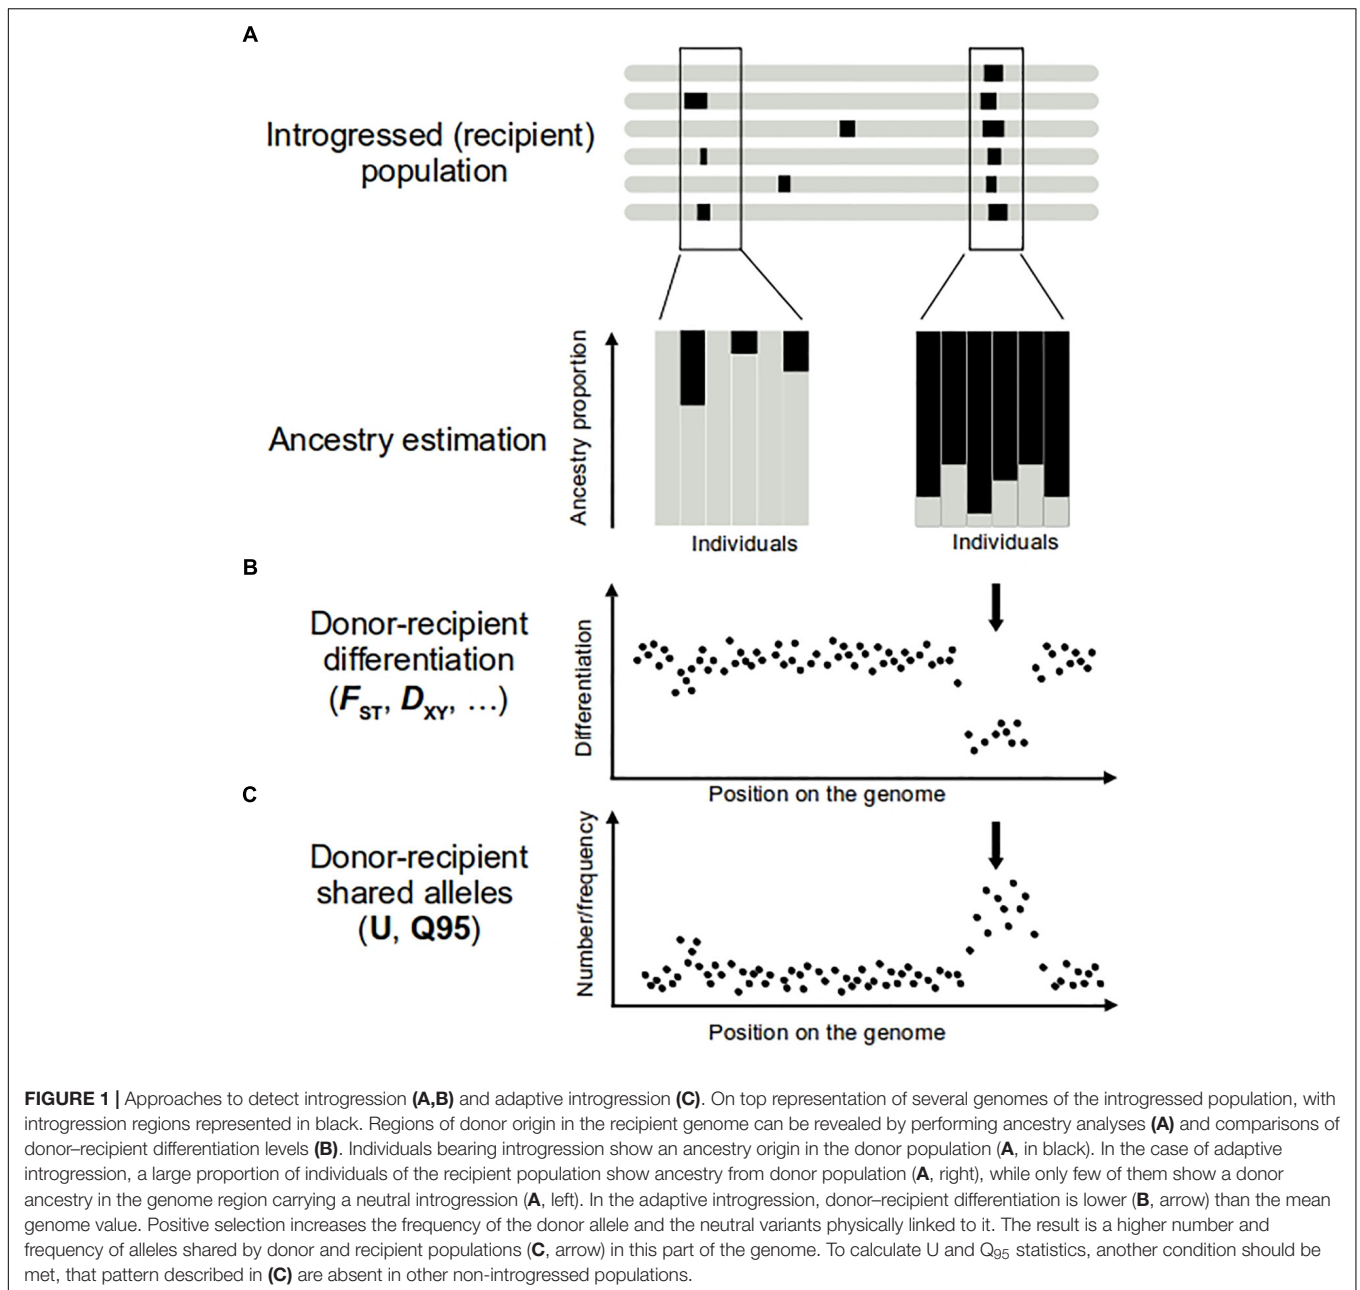 A
Introgressed (recipient)
population
Ancestry estimation
Ancestry proportion
Individuals
Individuals
B
Donor-recipient
differentiation
(FST, DXY, …)
Differentiation
Position on the genome
C
Donor-recipient
shared alleles
(U, Q95)
Number/frequency
Position on the genome
FIGURE 1 | Approaches to detect introgression (A,B) and adaptive introgression (C). On top representation of several genomes of the introgressed population, with
introgression regions represented in black. Regions of donor origin in the recipient genome can be revealed by performing ancestry analyses (A) and comparisons of
donor–recipient differentiation levels (B). Individuals bearing introgression show an ancestry origin in the donor population (A, in black). In the case of adaptive
introgression, a large proportion of individuals of the recipient population show ancestry from donor population (A, right), while only few of them show a donor
ancestry in the genome region carrying a neutral introgression (A, left). In the adaptive introgression, donor–recipient differentiation is lower (B, arrow) than the mean
genome value. Positive selection increases the frequency of the donor allele and the neutral variants physically linked to it. The result is a higher number and
frequency of alleles shared by donor and recipient populations (C, arrow) in this part of the genome. To calculate U and Q95 statistics, another condition should be
met, that pattern described in (C) are absent in other non-introgressed populations.